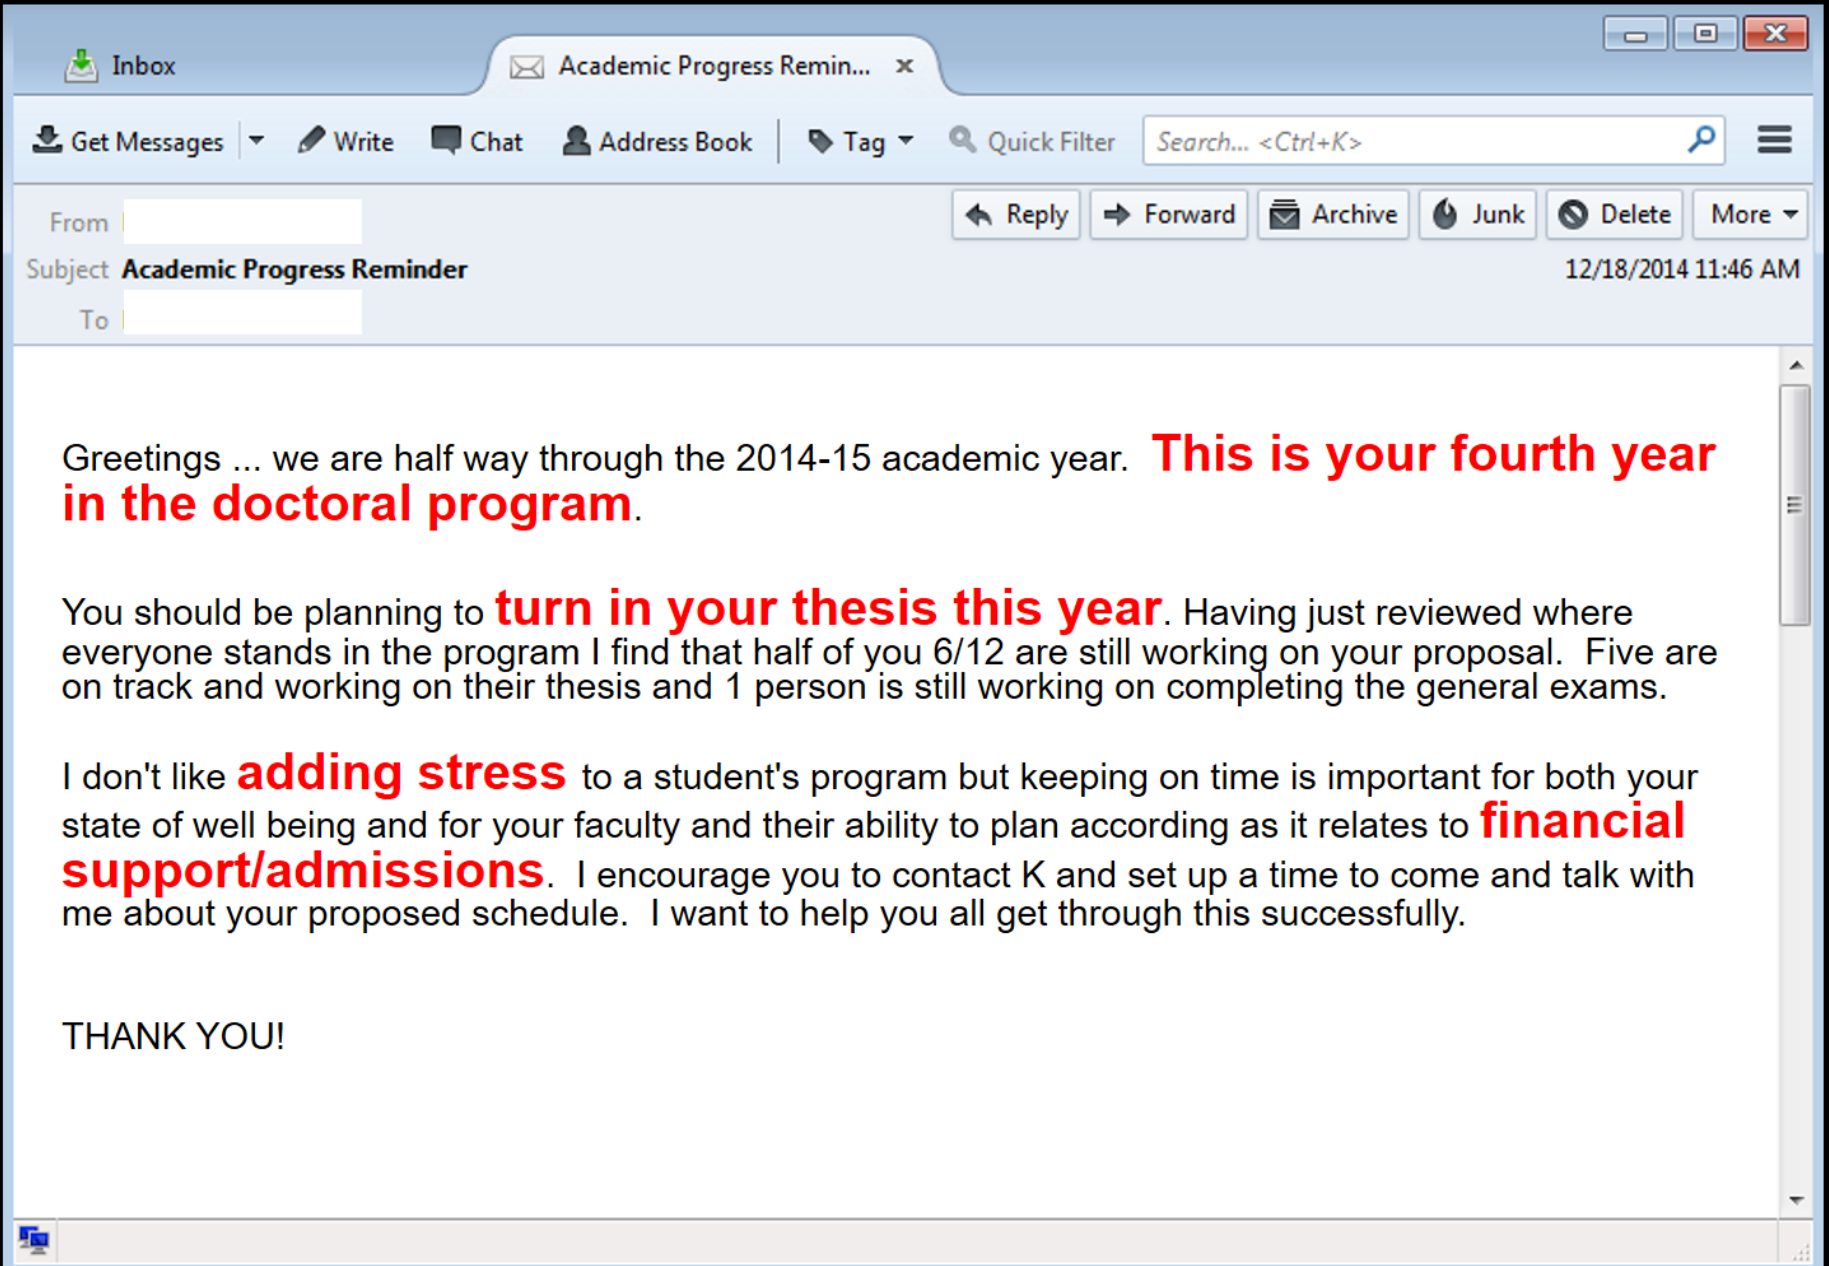 Inbox
Academic Progress Remin...
Get Messages Write Chat Address Book Tag Quick Filter Search... <Ctrl+K>
From Reply Forward Archive Junk Delete More
Subject Academic Progress Reminder 12/18/2014 11:46 AM
To
Greetings ... we are half way through the 2014-15 academic year. This is your fourth year
in the doctoral program.
You should be planning to turn in your thesis this year. Having just reviewed where
everyone stands in the program I find that half of you 6/12 are still working on your proposal. Five are
on track and working on their thesis and 1 person is still working on completing the general exams.
I don't like adding stress to a student's program but keeping on time is important for both your
state of well being and for your faculty and their ability to plan according as it relates to financial
support/admissions. I encourage you to contact K and set up a time to come and talk with
me about your proposed schedule. I want to help you all get through this successfully.
THANK YOU!